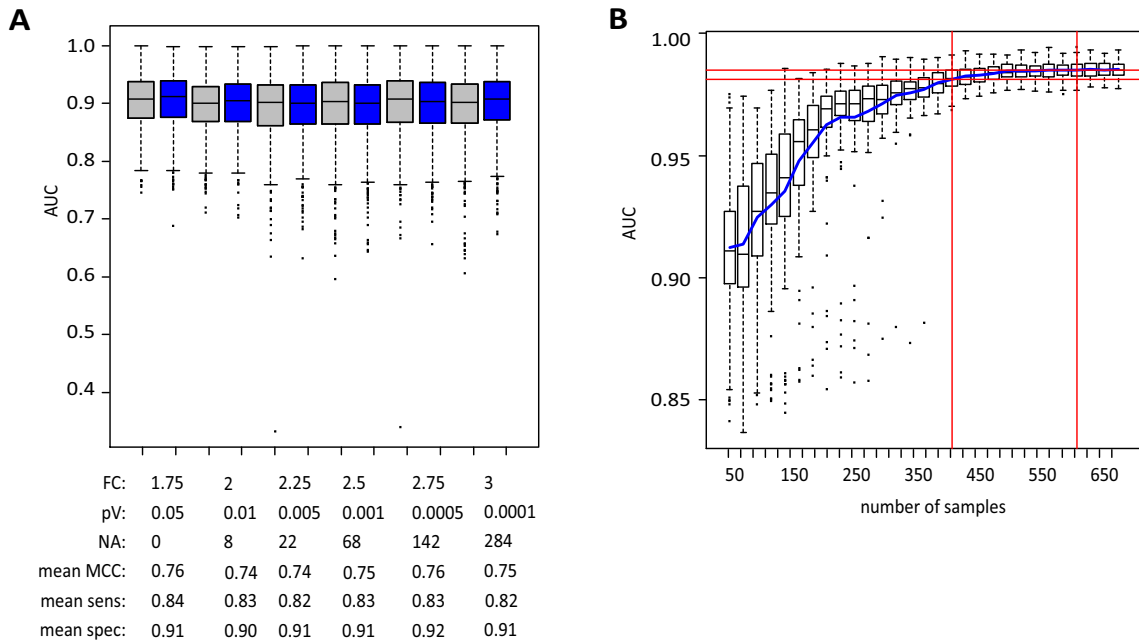 A
1.0
0.9
0.8
0.7
0.6
0.5
0.4
AUC
FC: 1.75 2 2.25 2.5 2.75 3
pV: 0.05 0.01 0.005 0.001 0.0005 0.0001
NA: 0 8 22 68 142 284
mean MCC: 0.76 0.74 0.74 0.75 0.76 0.75
mean sens: 0.84 0.83 0.82 0.83 0.83 0.82
mean spec: 0.91 0.90 0.91 0.91 0.92 0.91
B
1.00
0.95
0.90
0.85
AUC
50 150 250 350 450 550 650
number of samples